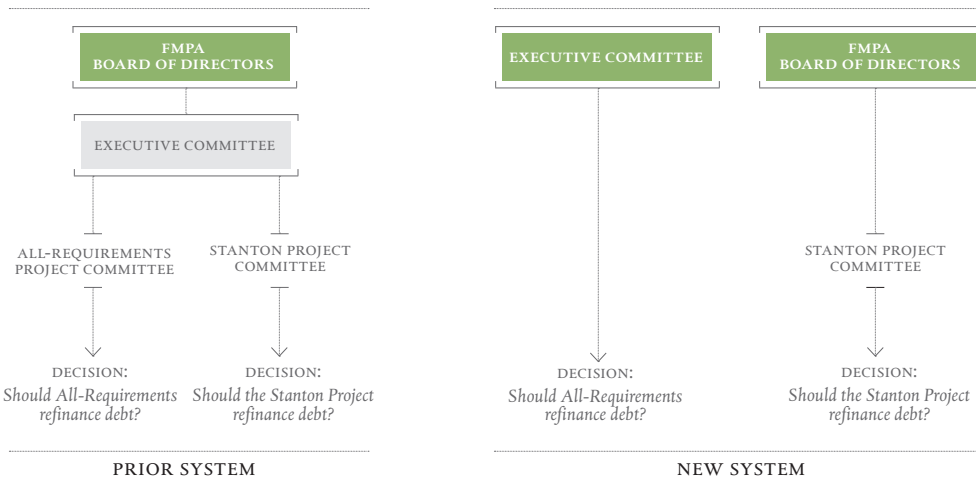 FMPA
BOARD OF DIRECTORS
EXECUTIVE COMMITTEE
ALL-REQUIREMENTS
PROJECT COMMITTEE
STANTON PROJECT
COMMITTEE
DECISION:
Should All-Requirements
refinance debt?
DECISION:
Should the Stanton Project
refinance debt?
PRIOR SYSTEM
EXECUTIVE COMMITTEE
FMPA
BOARD OF DIRECTORS
STANTON PROJECT
COMMITTEE
DECISION:
Should All-Requirements
refinance debt?
DECISION:
Should the Stanton Project
refinance debt?
NEW SYSTEM